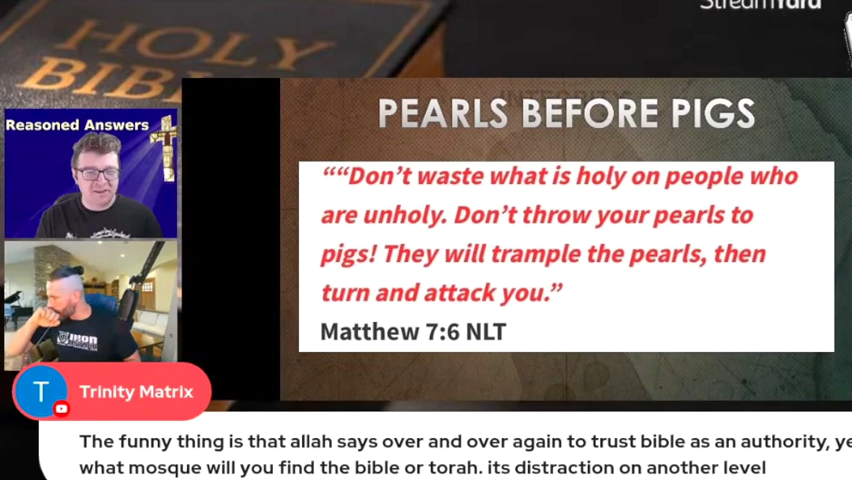 StreamYard
HOLY
BIBL
INTEGRITY
PEARLS BEFORE PIGS
Reasoned Answers
““Don’t waste what is holy on people who
are unholy. Don’t throw your pearls to
pigs! They will trample the pearls, then
turn and attack you.”
Matthew 7:6 NLT
IRON
T
Trinity Matrix
The funny thing is that allah says over and over again to trust bible as an authority, ye
what mosque will you find the bible or torah. its distraction on another level